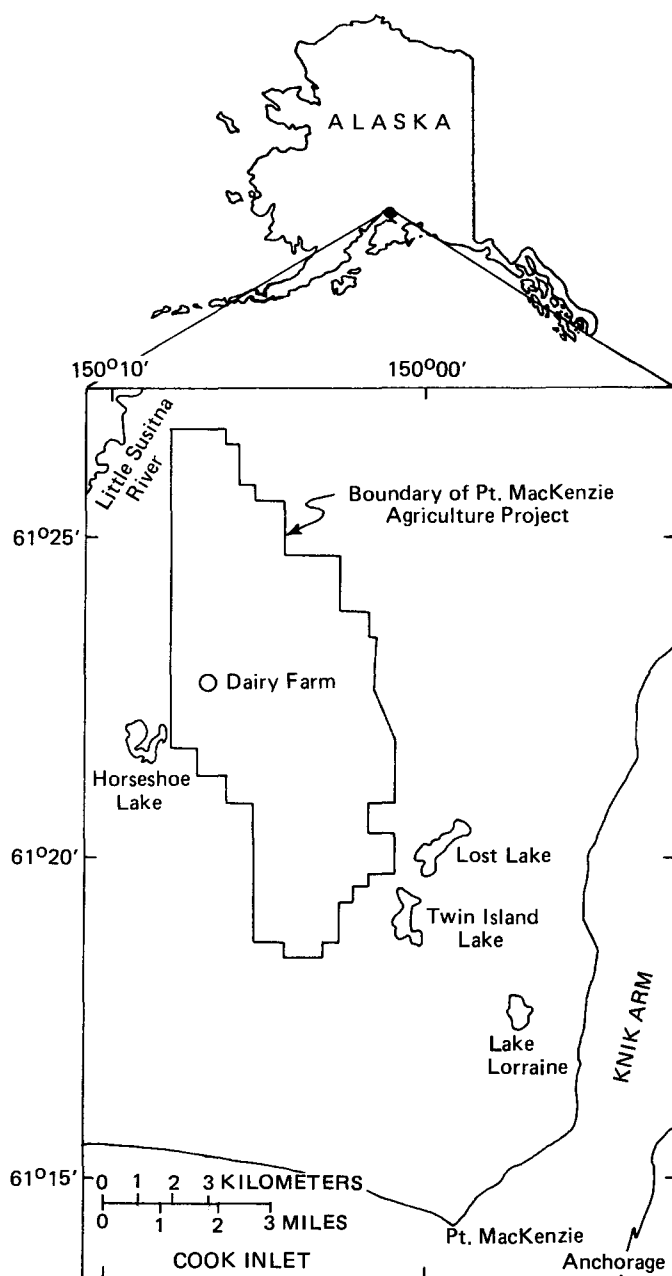 ALASKA
150°10'
150°00'
Little Susitna
River
Boundary of Pt. MacKenzie
Agriculture Project
61°25'
Dairy Farm
Horseshoe
Lake
61°20'
Lost Lake
Twin Island
Lake
Lake
Lorraine
KNIK ARM
61°15'
0 1 2 3 KILOMETERS
0 1 2 3 MILES
Pt. MacKenzie
COOK INLET
Anchorage